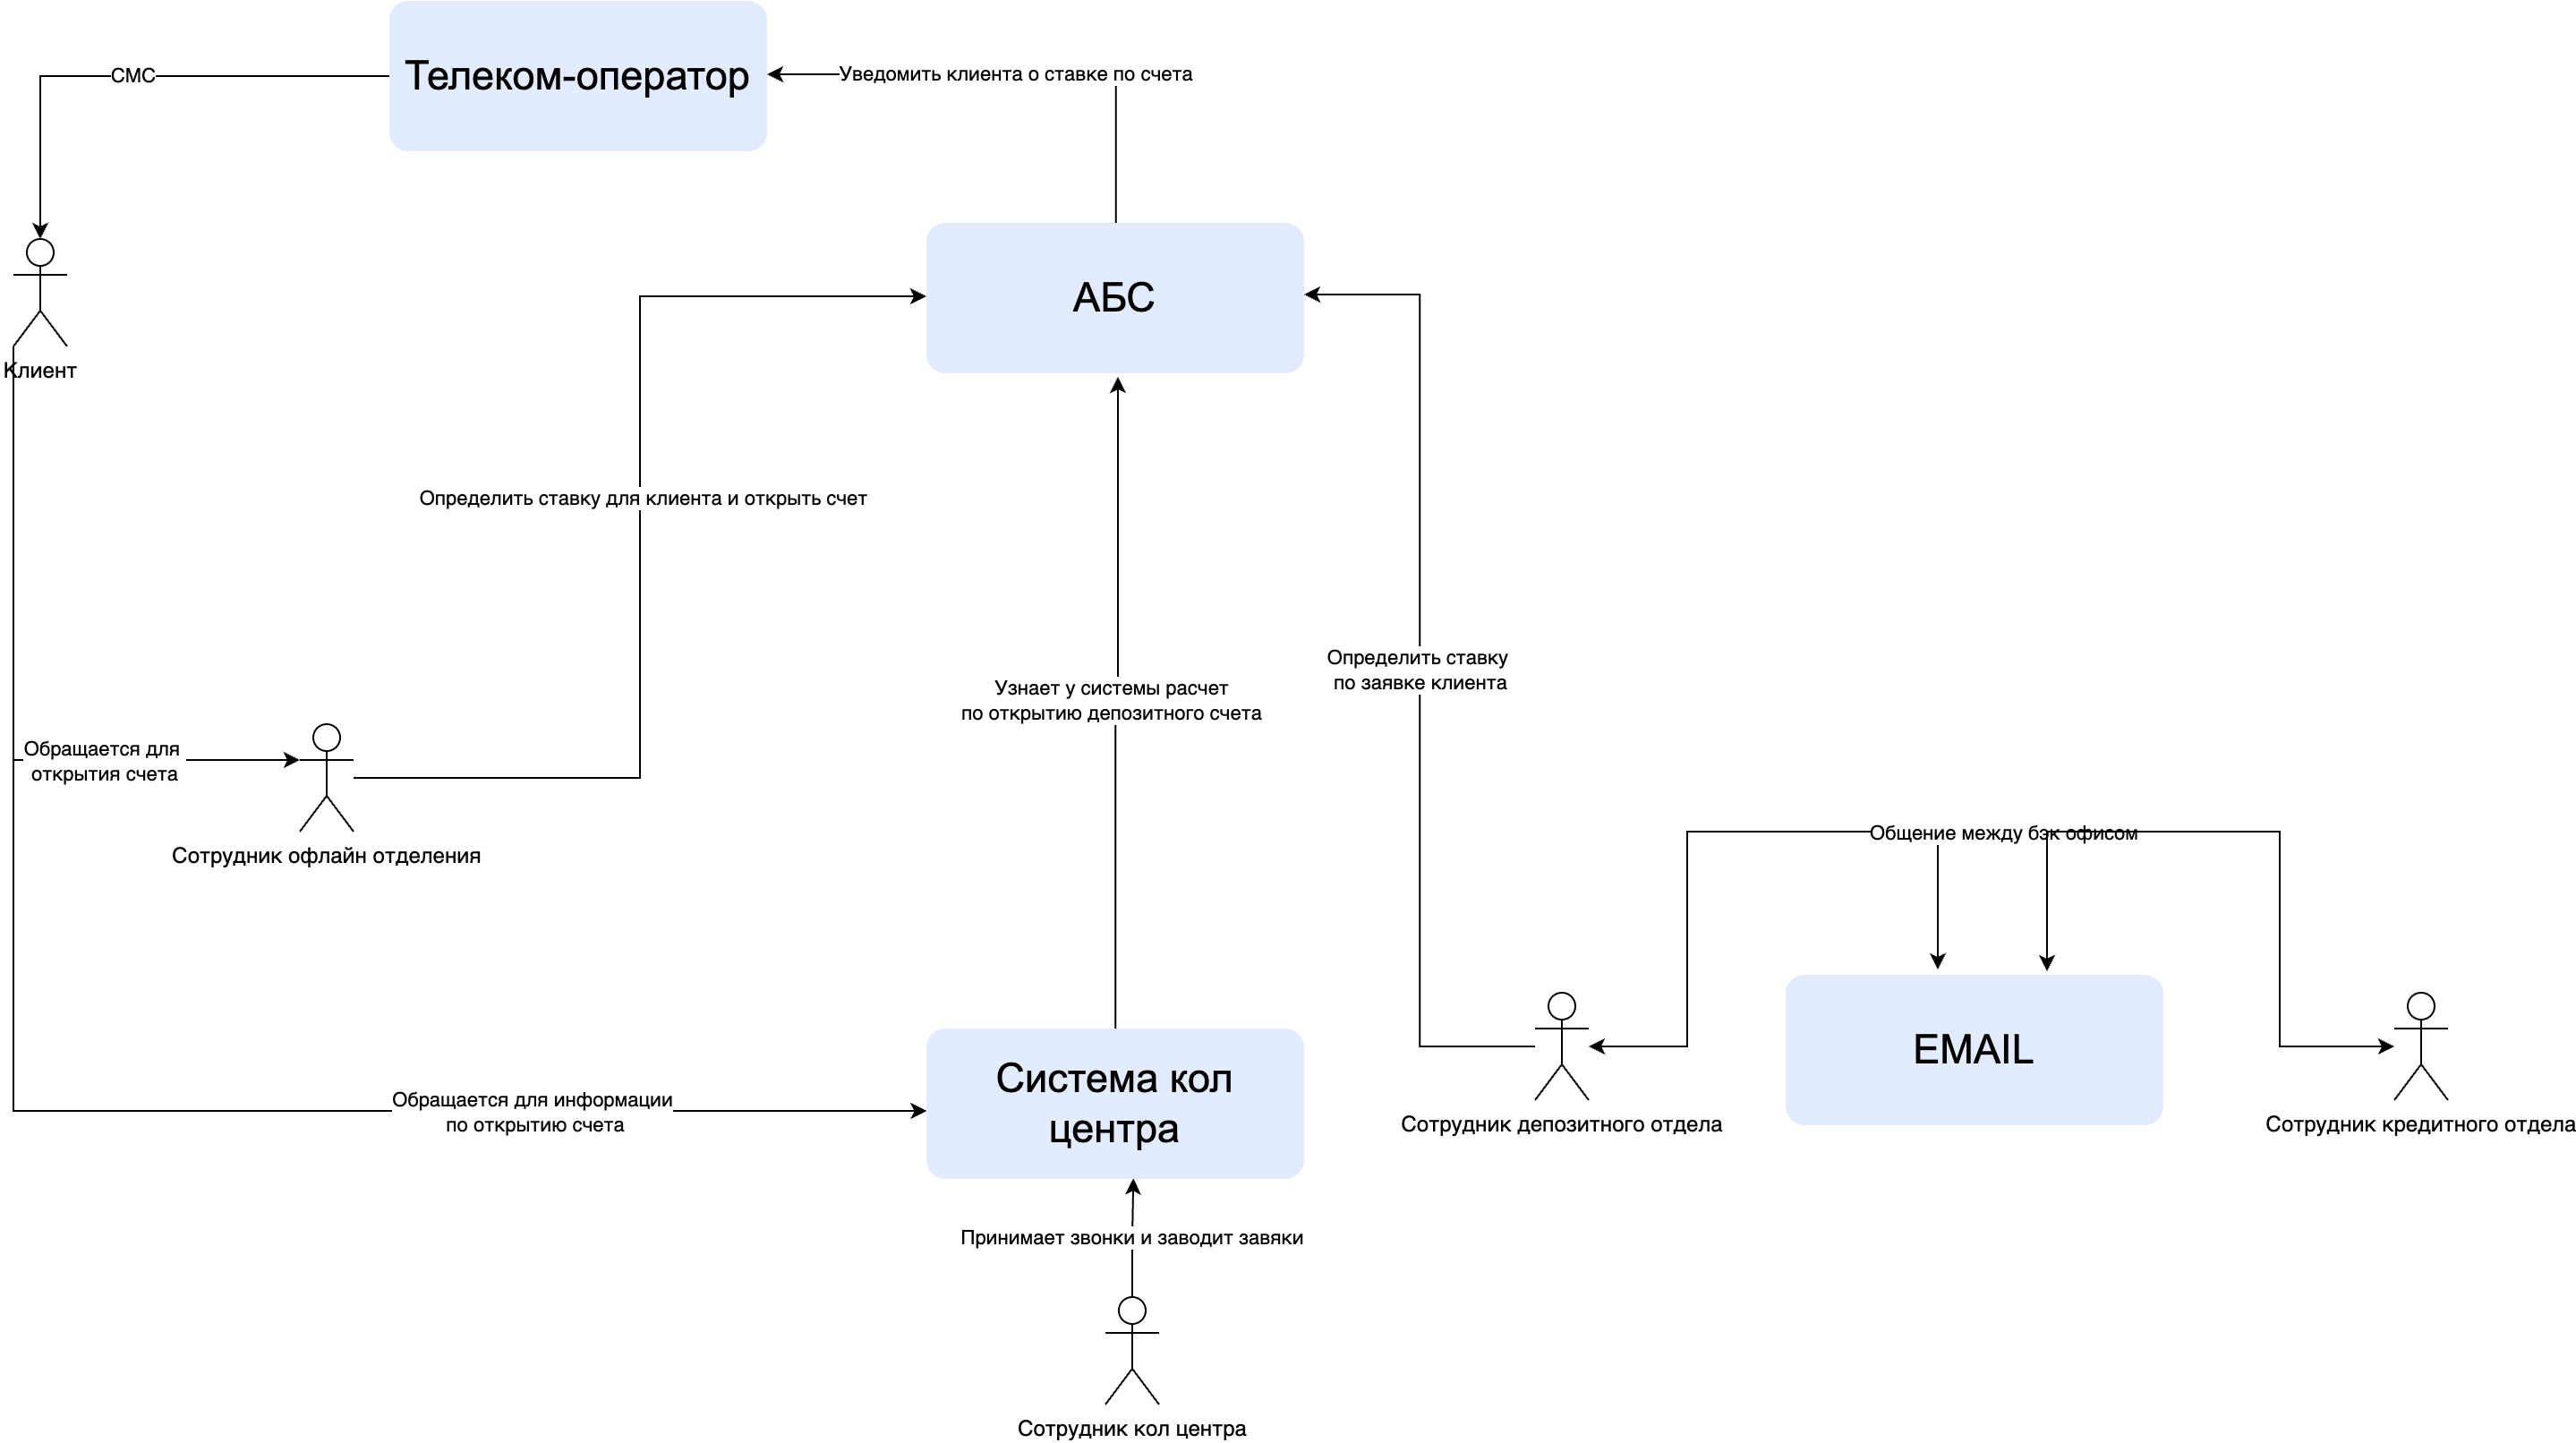 Телеком-оператор
СМС
Уведомить клиента о ставке по счета
АБС
Клиент
Определить ставку для клиента и открыть счет
Определить ставку
по заявке клиента
Узнает у системы расчет
по открытию депозитного счета
Обращается для
открытия счета
Сотрудник офлайн отделения
Общение между бэк офисом
EMAIL
Система кол
центра
Обращается для информации
по открытию счета
Сотрудник депозитного отдела
Сотрудник кредитного отдела
Принимает звонки и заводит завяки
Сотрудник кол центра